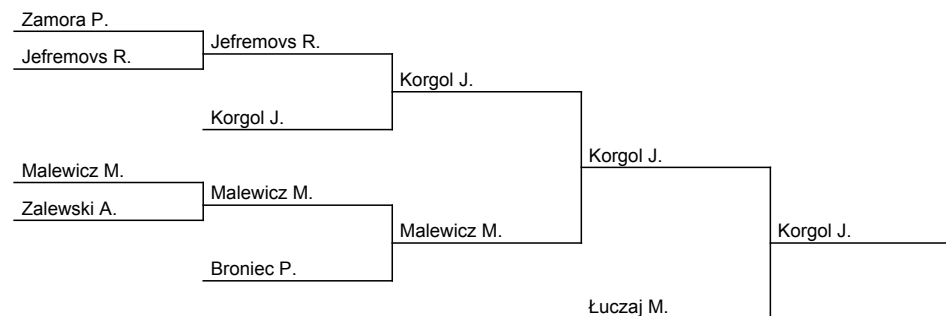 Zamora P.
Jefremovs R.
Jefremovs R.
Korgol J.
Korgol J.
Korgol J.
Malewicz M.
Malewicz M.
Zalewski A.
Malewicz M.
Korgol J.
Broniec P.
Łuczaj M.